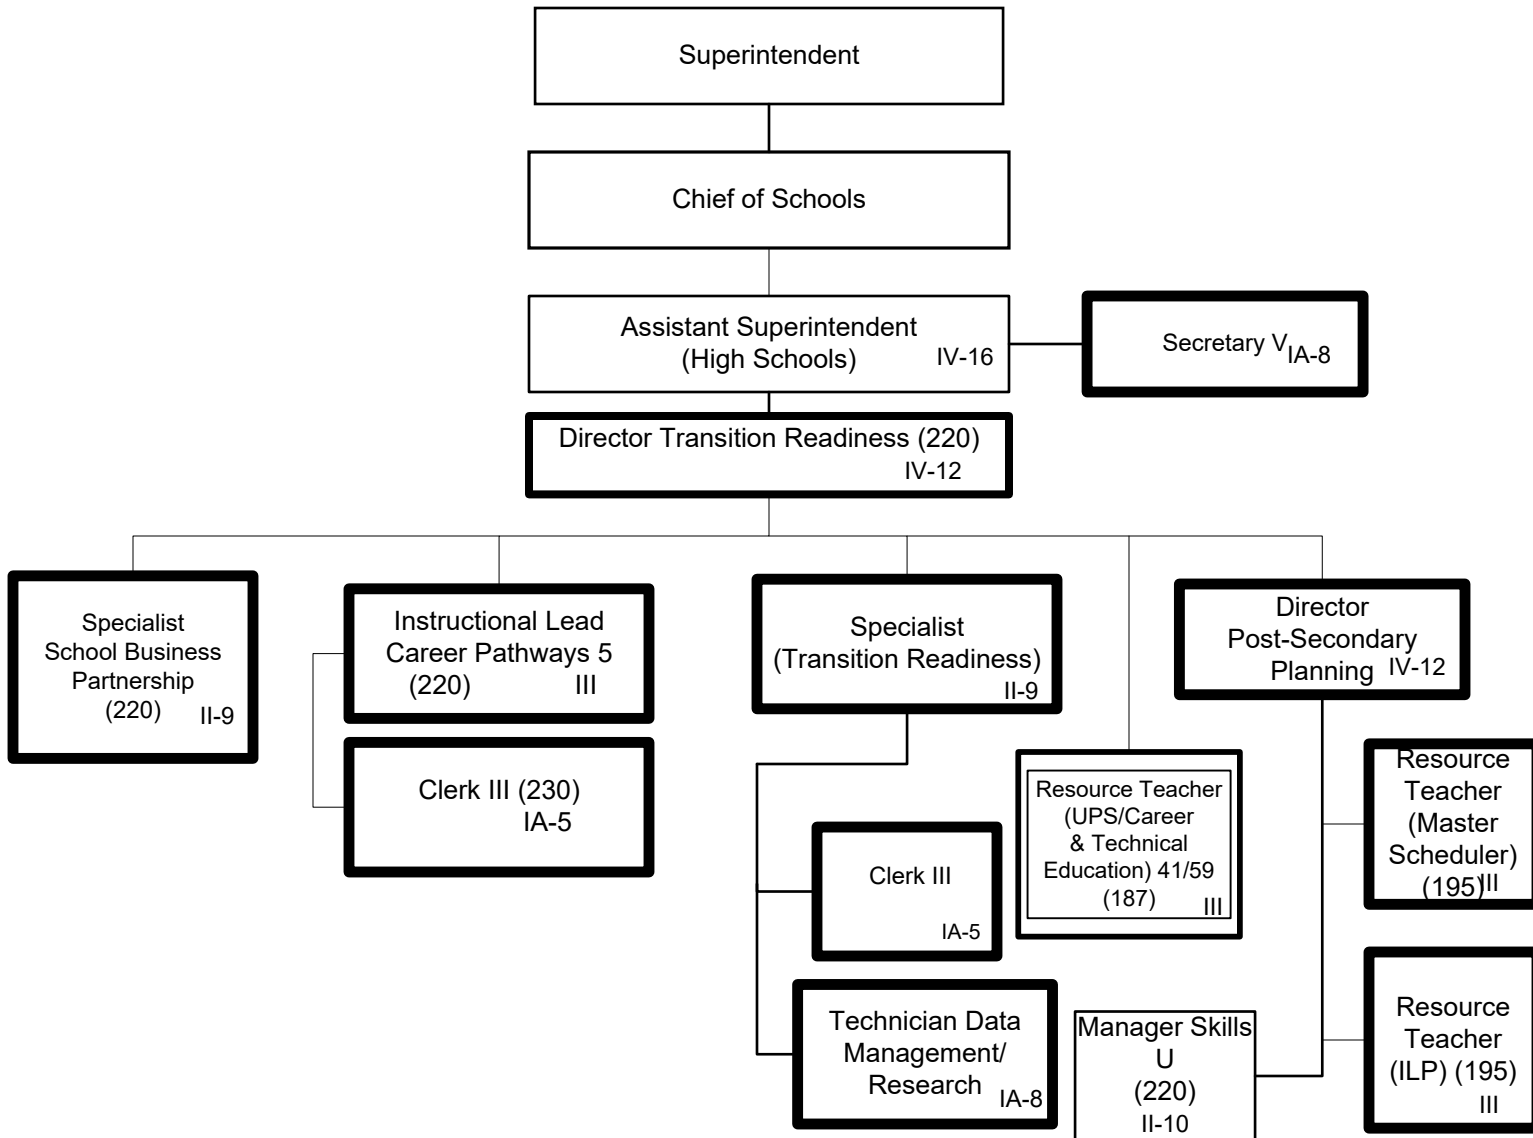 Superintendent
Chief of Schools
Assistant Superintendent
(High Schools)
IV-16
Secretary V
IA-8
Director Transition Readiness (220)
IV-12
Specialist
School Business
Partnership
(220)
II-9
Instructional Lead
Career Pathways 5
(220) III
Clerk III (230)
IA-5
Specialist
(Transition Readiness)
II-9
Clerk III
IA-5
Technician Data
Management/
Research
IA-8
Resource Teacher
(UPS/Career
& Technical
Education) 41/59
(187)
III
Director
Post-Secondary
Planning
IV-12
Resource
Teacher
(Master
Scheduler)
(195)
III
Resource
Teacher
(ILP) (195)
III
Manager Skills
U
(220)
II-10